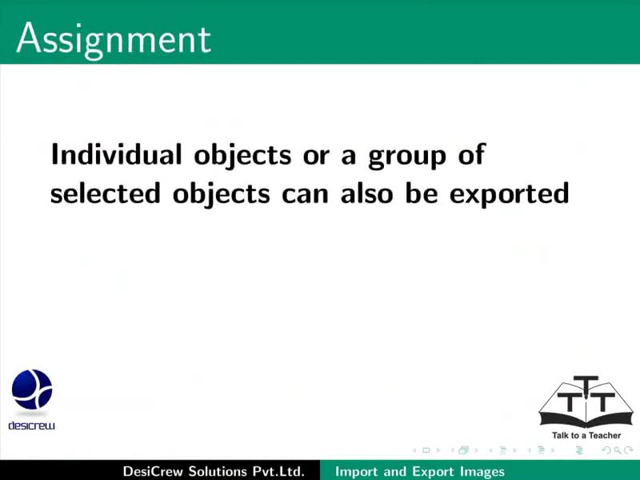 Assignment
Individual objects or a group of
selected objects can also be exported
desicrew
TTT
Talk to a Teacher
DesiCrew Solutions Pvt.Ltd.
Import and Export Images